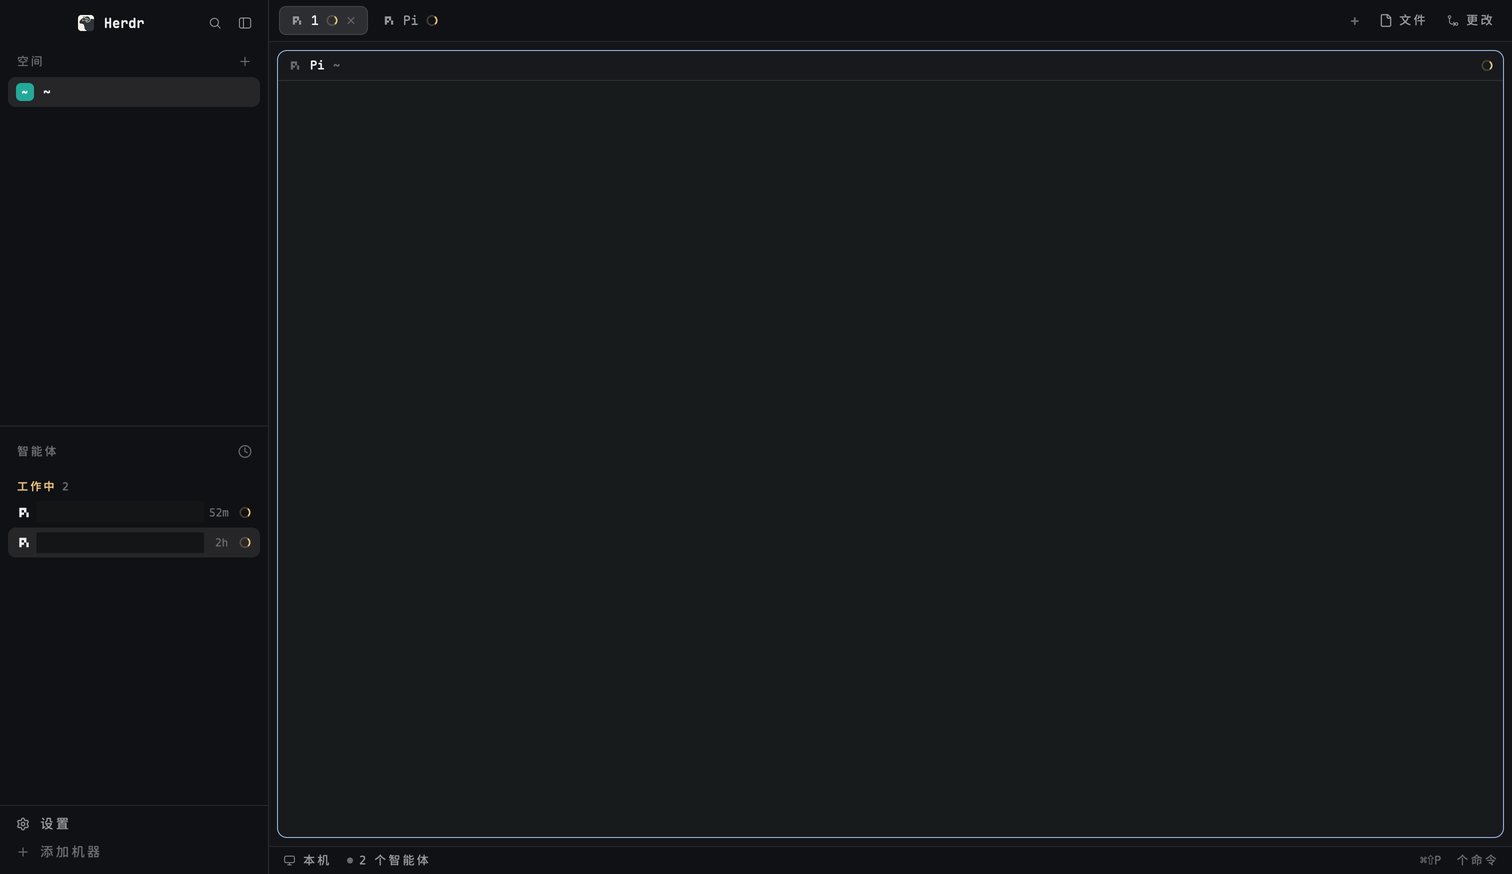 Herdr
空间
~ ~
智能体
工作中 2
52m
2h
设置
添加机器
1
Pi
文件
更改
Pi ~
本机
2 个智能体
⌘⇧P 个命令